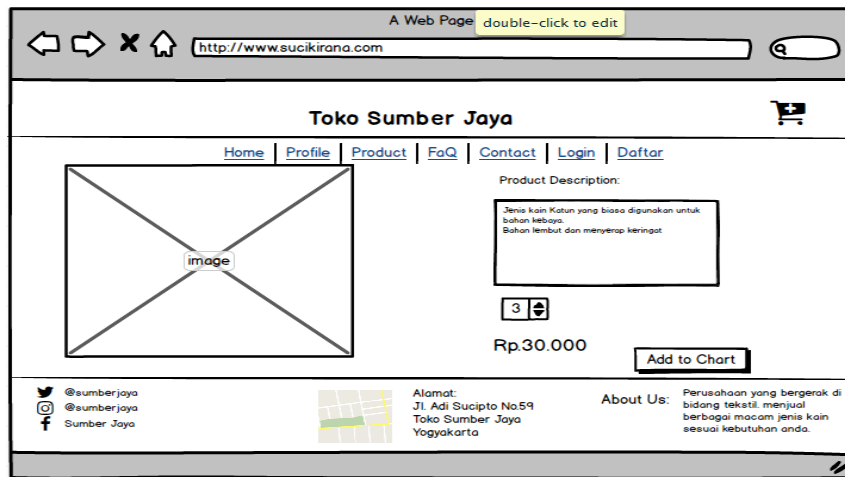 A Web Page
double-click to edit
http://www.sucikirana.com
Toko Sumber Jaya
Home Profile Product FaQ Contact Login Daftar
Product Description:
Jenis kain Katun yang biasa digunakan untuk
bahan kebaya.
Bahan lembut dan menyerap keringat
image
3
Rp.30.000
Add to Chart
@sumberjaya
@sumberjaya
Sumber Jaya
Alamat:
Jl. Adi Sucipto No.59
Toko Sumber Jaya
Yogyakarta
About Us:
Perusahaan yang bergerak di
bidang tekstil. menjual
berbagai macam jenis kain
sesuai kebutuhan anda.